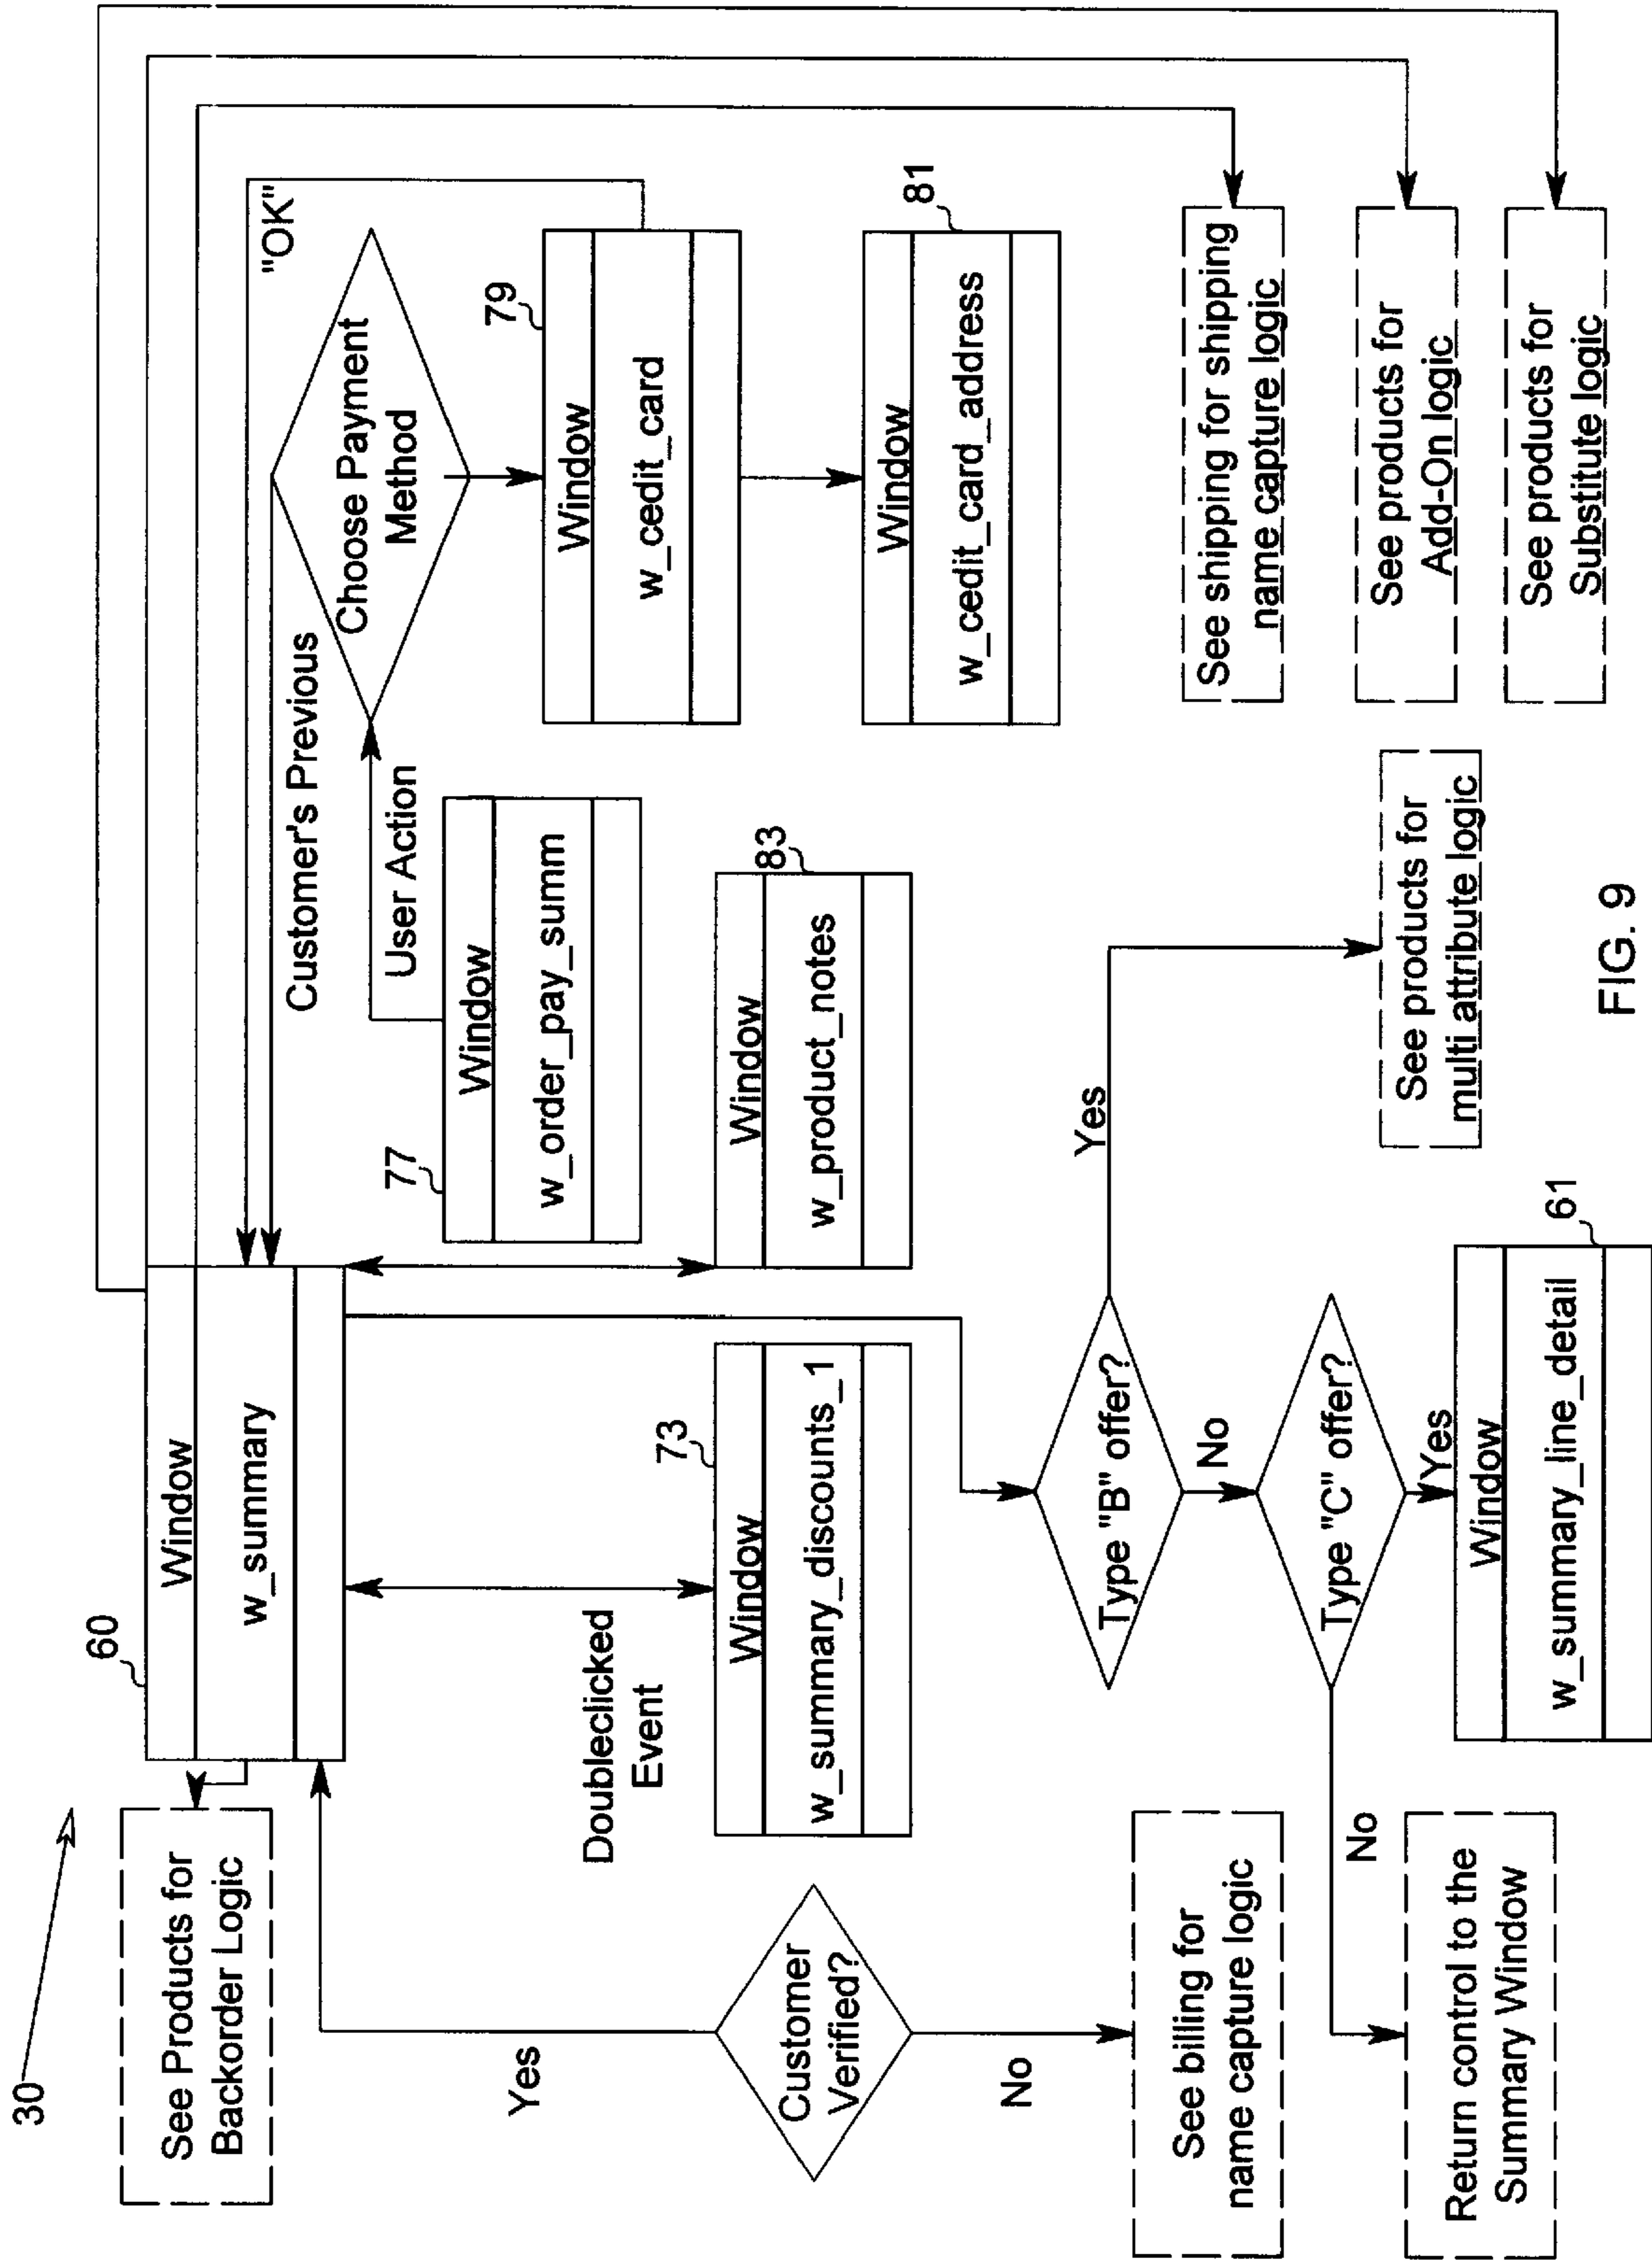 30
See Products for
Backorder Logic
60
Window
w_summary
"OK"
Customer's Previous
Choose Payment
Method
User Action
77
Window
w_order_pay_summ
79
Window
w_cedit_card
81
Window
w_cedit_card_address
83
Window
w_product_notes
Doubleclicked
Event
73
Window
w_summary_discounts_1
Yes
Customer
Verified?
No
See billing for
name capture logic
Type "B" offer?
Yes
See products for
multi attribute logic
No
Type "C" offer?
No
Return control to the
Summary Window
Yes
61
Window
w_summary_line_detail
See shipping for shipping
name capture logic
See products for
Add-On logic
See products for
Substitute logic
FIG. 9